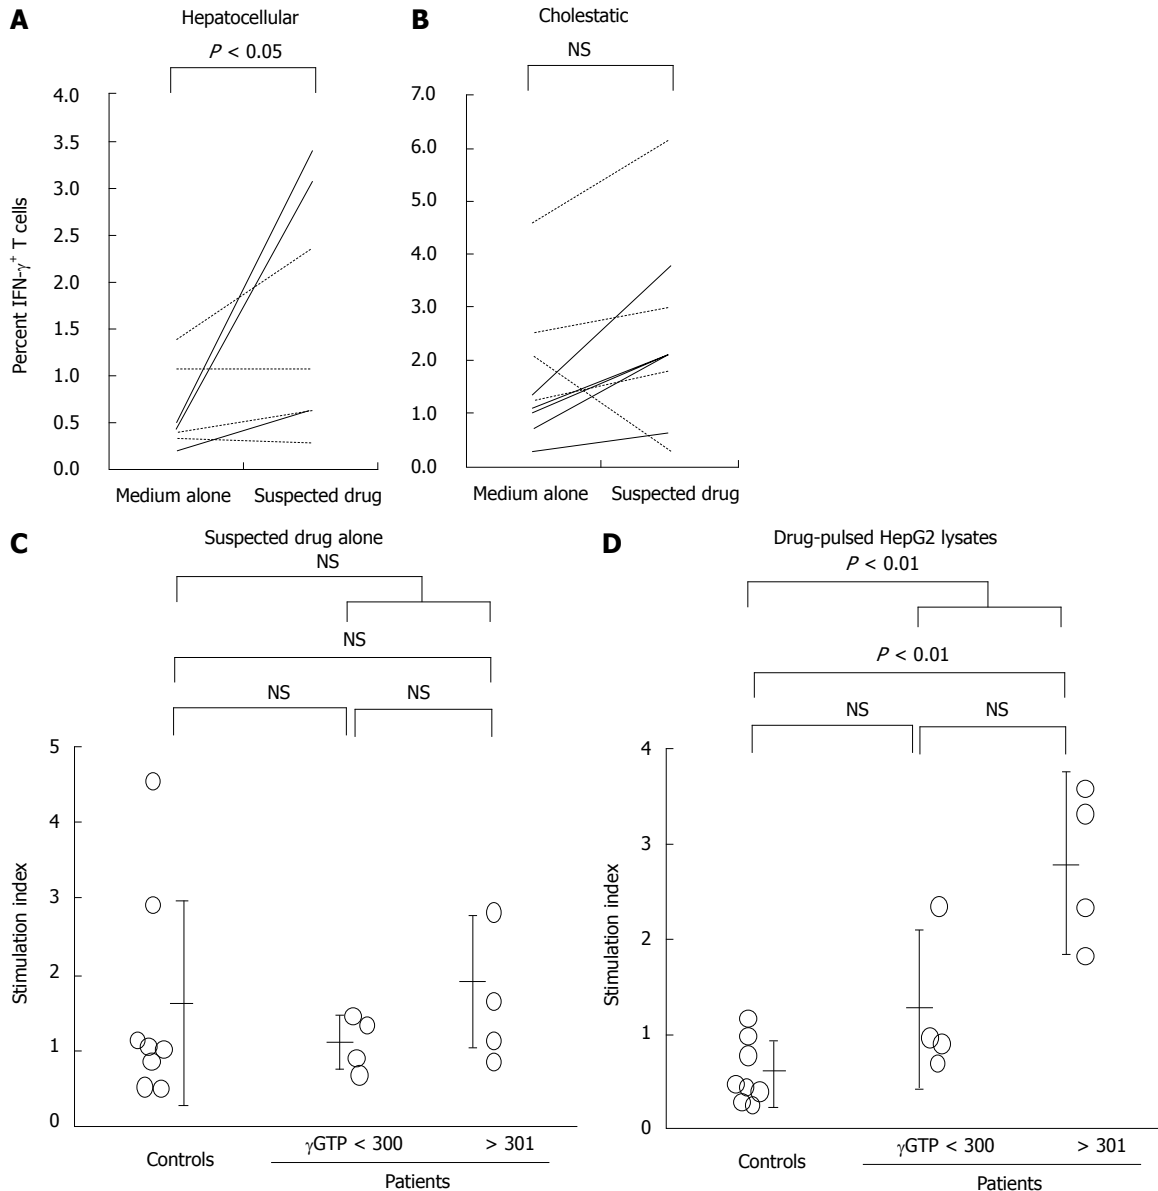 A
Hepatocellular
P < 0.05
4.0
3.5
3.0
2.5
2.0
1.5
1.0
0.5
0.0
Percent IFN-γ+ T cells
Medium alone
Suspected drug
B
Cholestatic
NS
7.0
6.0
5.0
4.0
3.0
2.0
1.0
0.0
Medium alone
Suspected drug
C
Suspected drug alone
NS
NS
NS
NS
5
4
3
2
1
0
Stimulation index
Controls
γGTP < 300
> 301
Patients
D
Drug-pulsed HepG2 lysates
P < 0.01
P < 0.01
NS
NS
4
3
2
1
0
Stimulation index
Controls
γGTP < 300
> 301
Patients